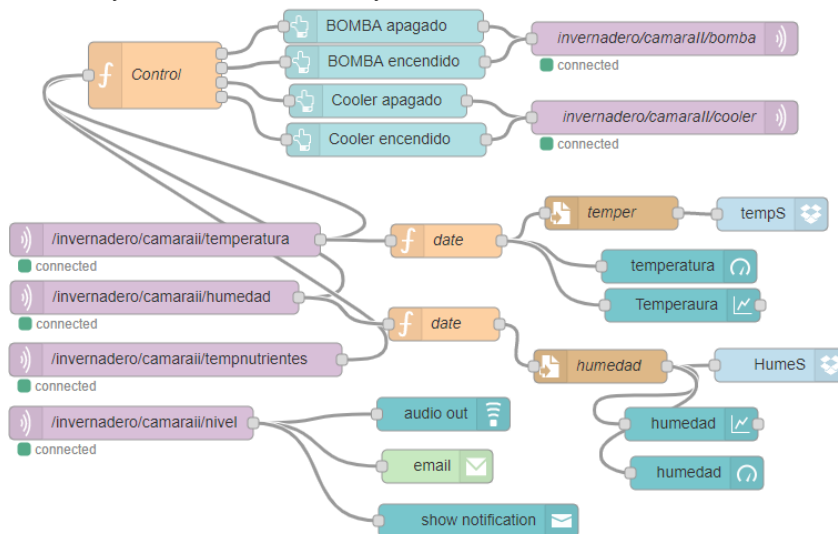 BOMBA apagado
BOMBA encendido
Control
Cooler apagado
Cooler encendido
invernadero/camaraII/bomba
connected
invernadero/camaraII/cooler
connected
/invernadero/camaraii/temperatura
connected
/invernadero/camaraii/humedad
connected
/invernadero/camaraii/tempnutrientes
connected
/invernadero/camaraii/nivel
connected
date
date
temper
tempS
temperatura
Temperaura
humedad
HumeS
humedad
humedad
audio out
email
show notification